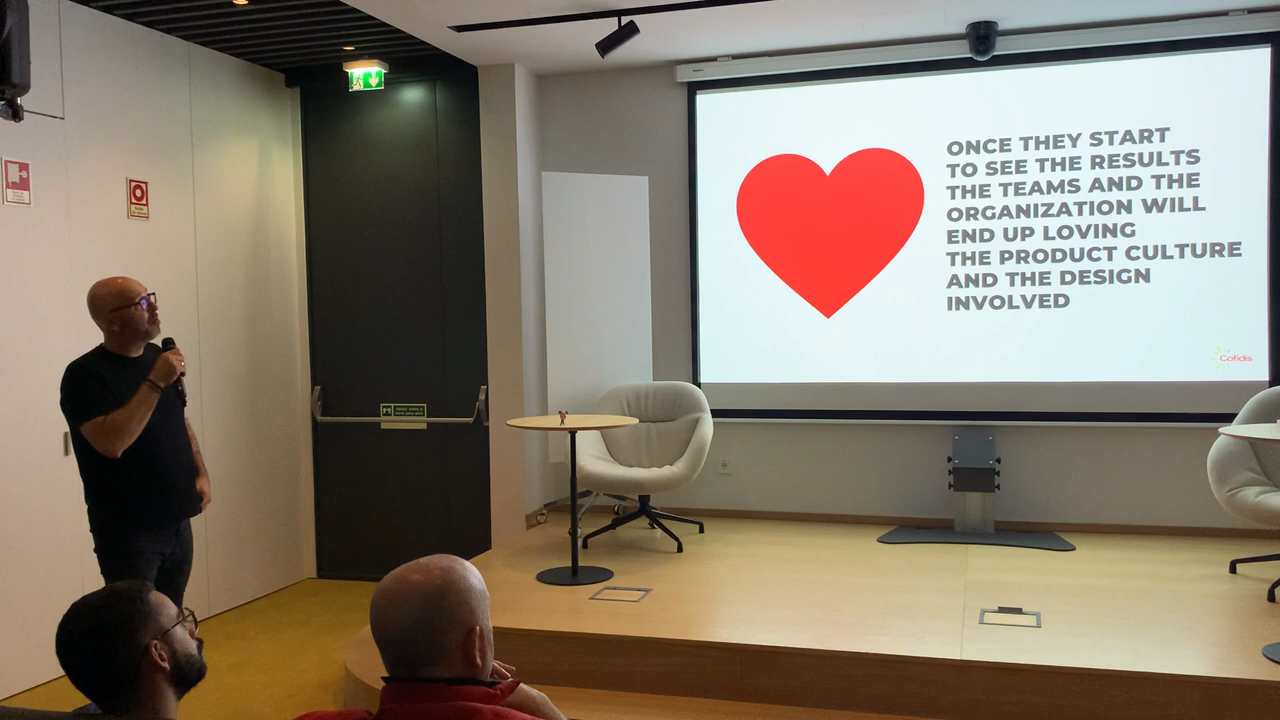 ONCE THEY START
TO SEE THE RESULTS
THE TEAMS AND THE
ORGANIZATION WILL
END UP LOVING
THE PRODUCT CULTURE
AND THE DESIGN
INVOLVED
Cofidis